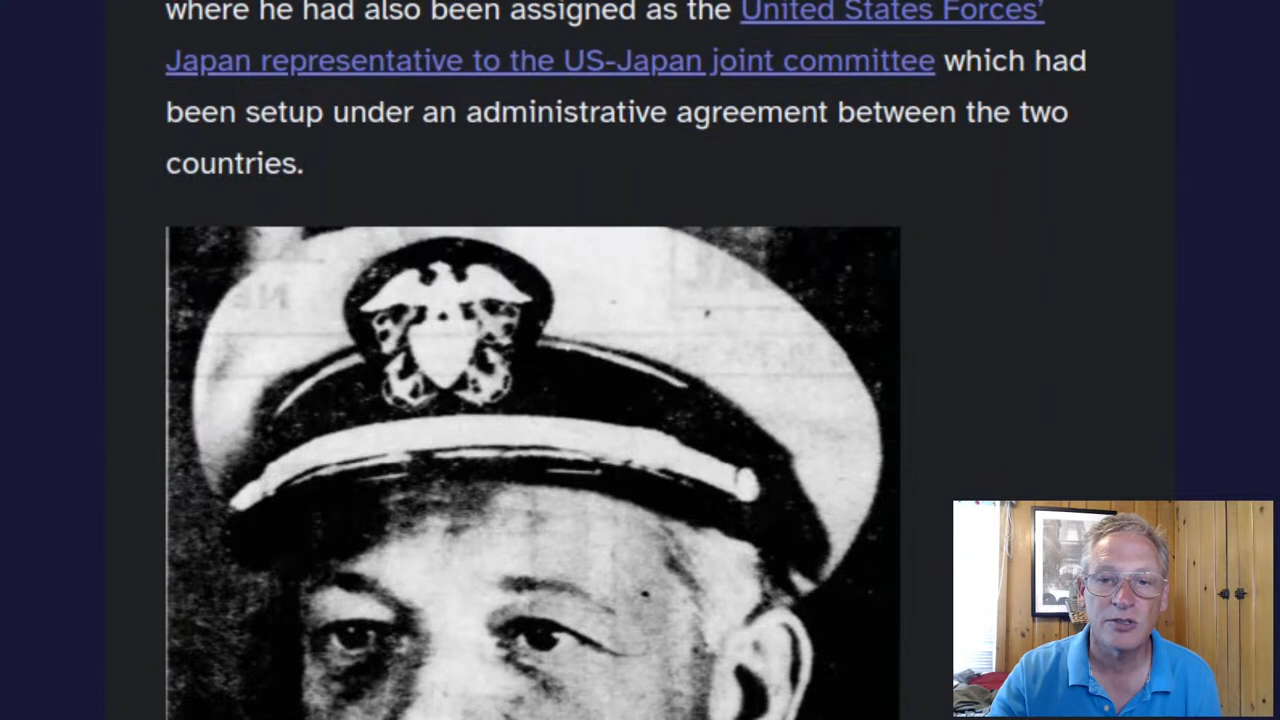 where he had also been assigned as the United States Forces’
Japan representative to the US-Japan joint committee which had
been setup under an administrative agreement between the two
countries.